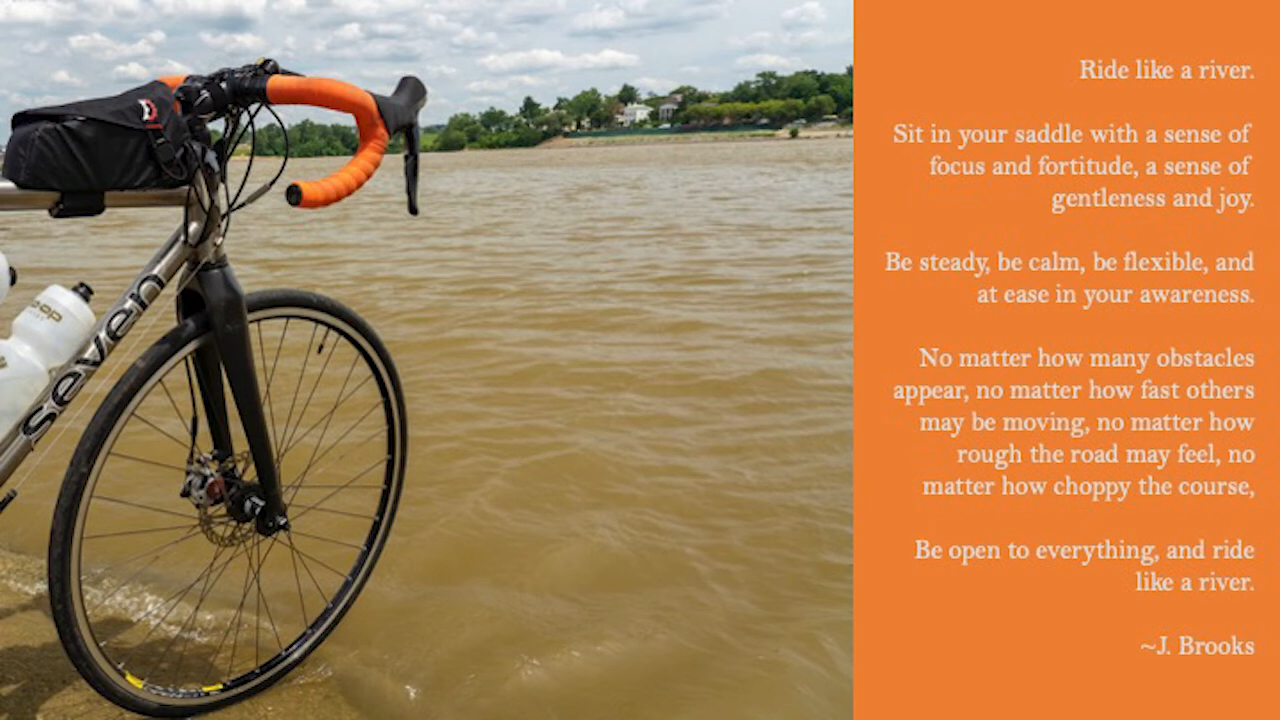 seven
Ride like a river.
Sit in your saddle with a sense of
focus and fortitude, a sense of
gentleness and joy.
Be steady, be calm, be flexible, and
at ease in your awareness.
No matter how many obstacles
appear, no matter how fast others
may be moving, no matter how
rough the road may feel, no
matter how choppy the course,
Be open to everything, and ride
like a river.
~J. Brooks